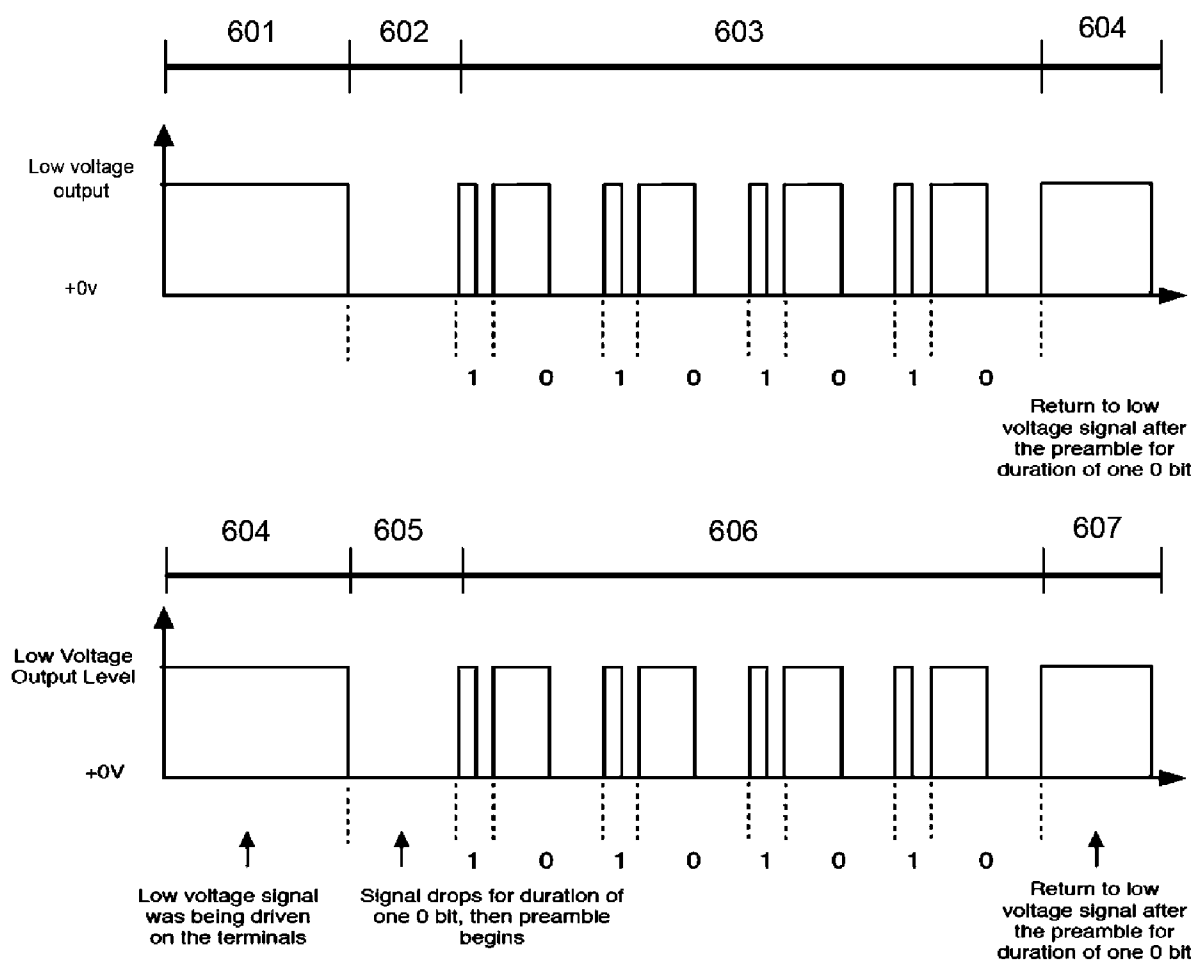 601 602 603 604
Low voltage
output
+0v
1 0 1 0 1 0 1 0
Return to low
voltage signal after
the preamble for
duration of one 0 bit
604 605 606 607
Low Voltage
Output Level
+0V
1 0 1 0 1 0 1 0
Low voltage signal
was being driven
on the terminals
Signal drops for duration of
one 0 bit, then preamble
begins
Return to low
voltage signal after
the preamble for
duration of one 0 bit